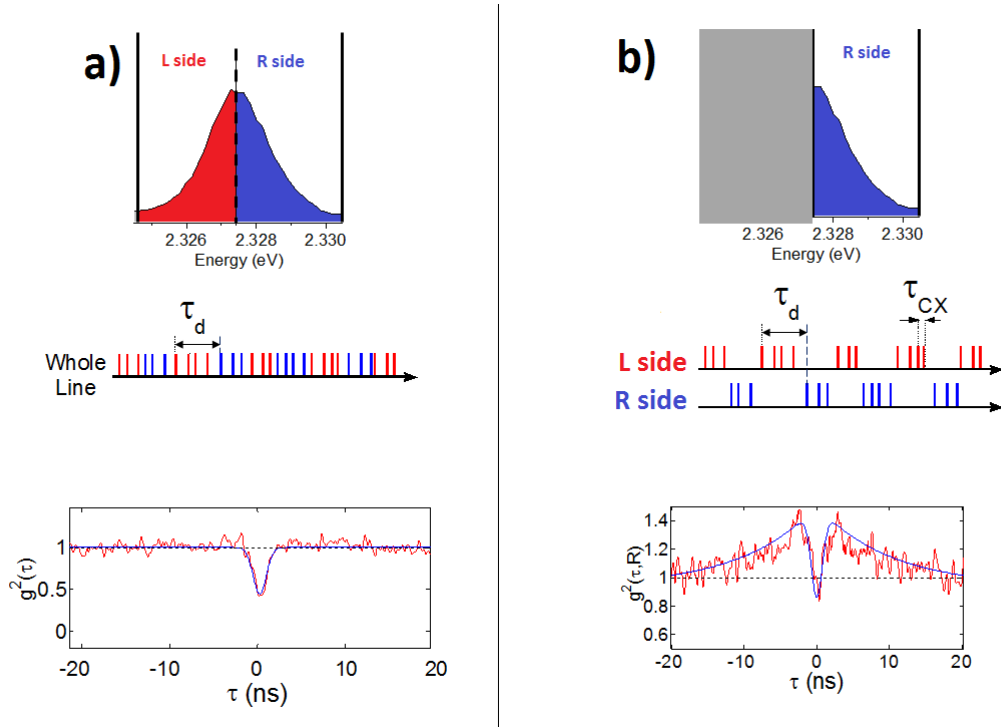 a)
L side
R side
2.326
2.328
2.330
Energy (eV)
τd
Whole
Line
1
0.5
0
g²(τ)
-20
-10
0
10
20
τ (ns)
b)
R side
2.326
2.328
2.330
Energy (eV)
τd
τCX
L side
R side
1.4
1.2
1
0.8
0.6
g²(τ,R)
-20
-10
0
10
20
τ (ns)